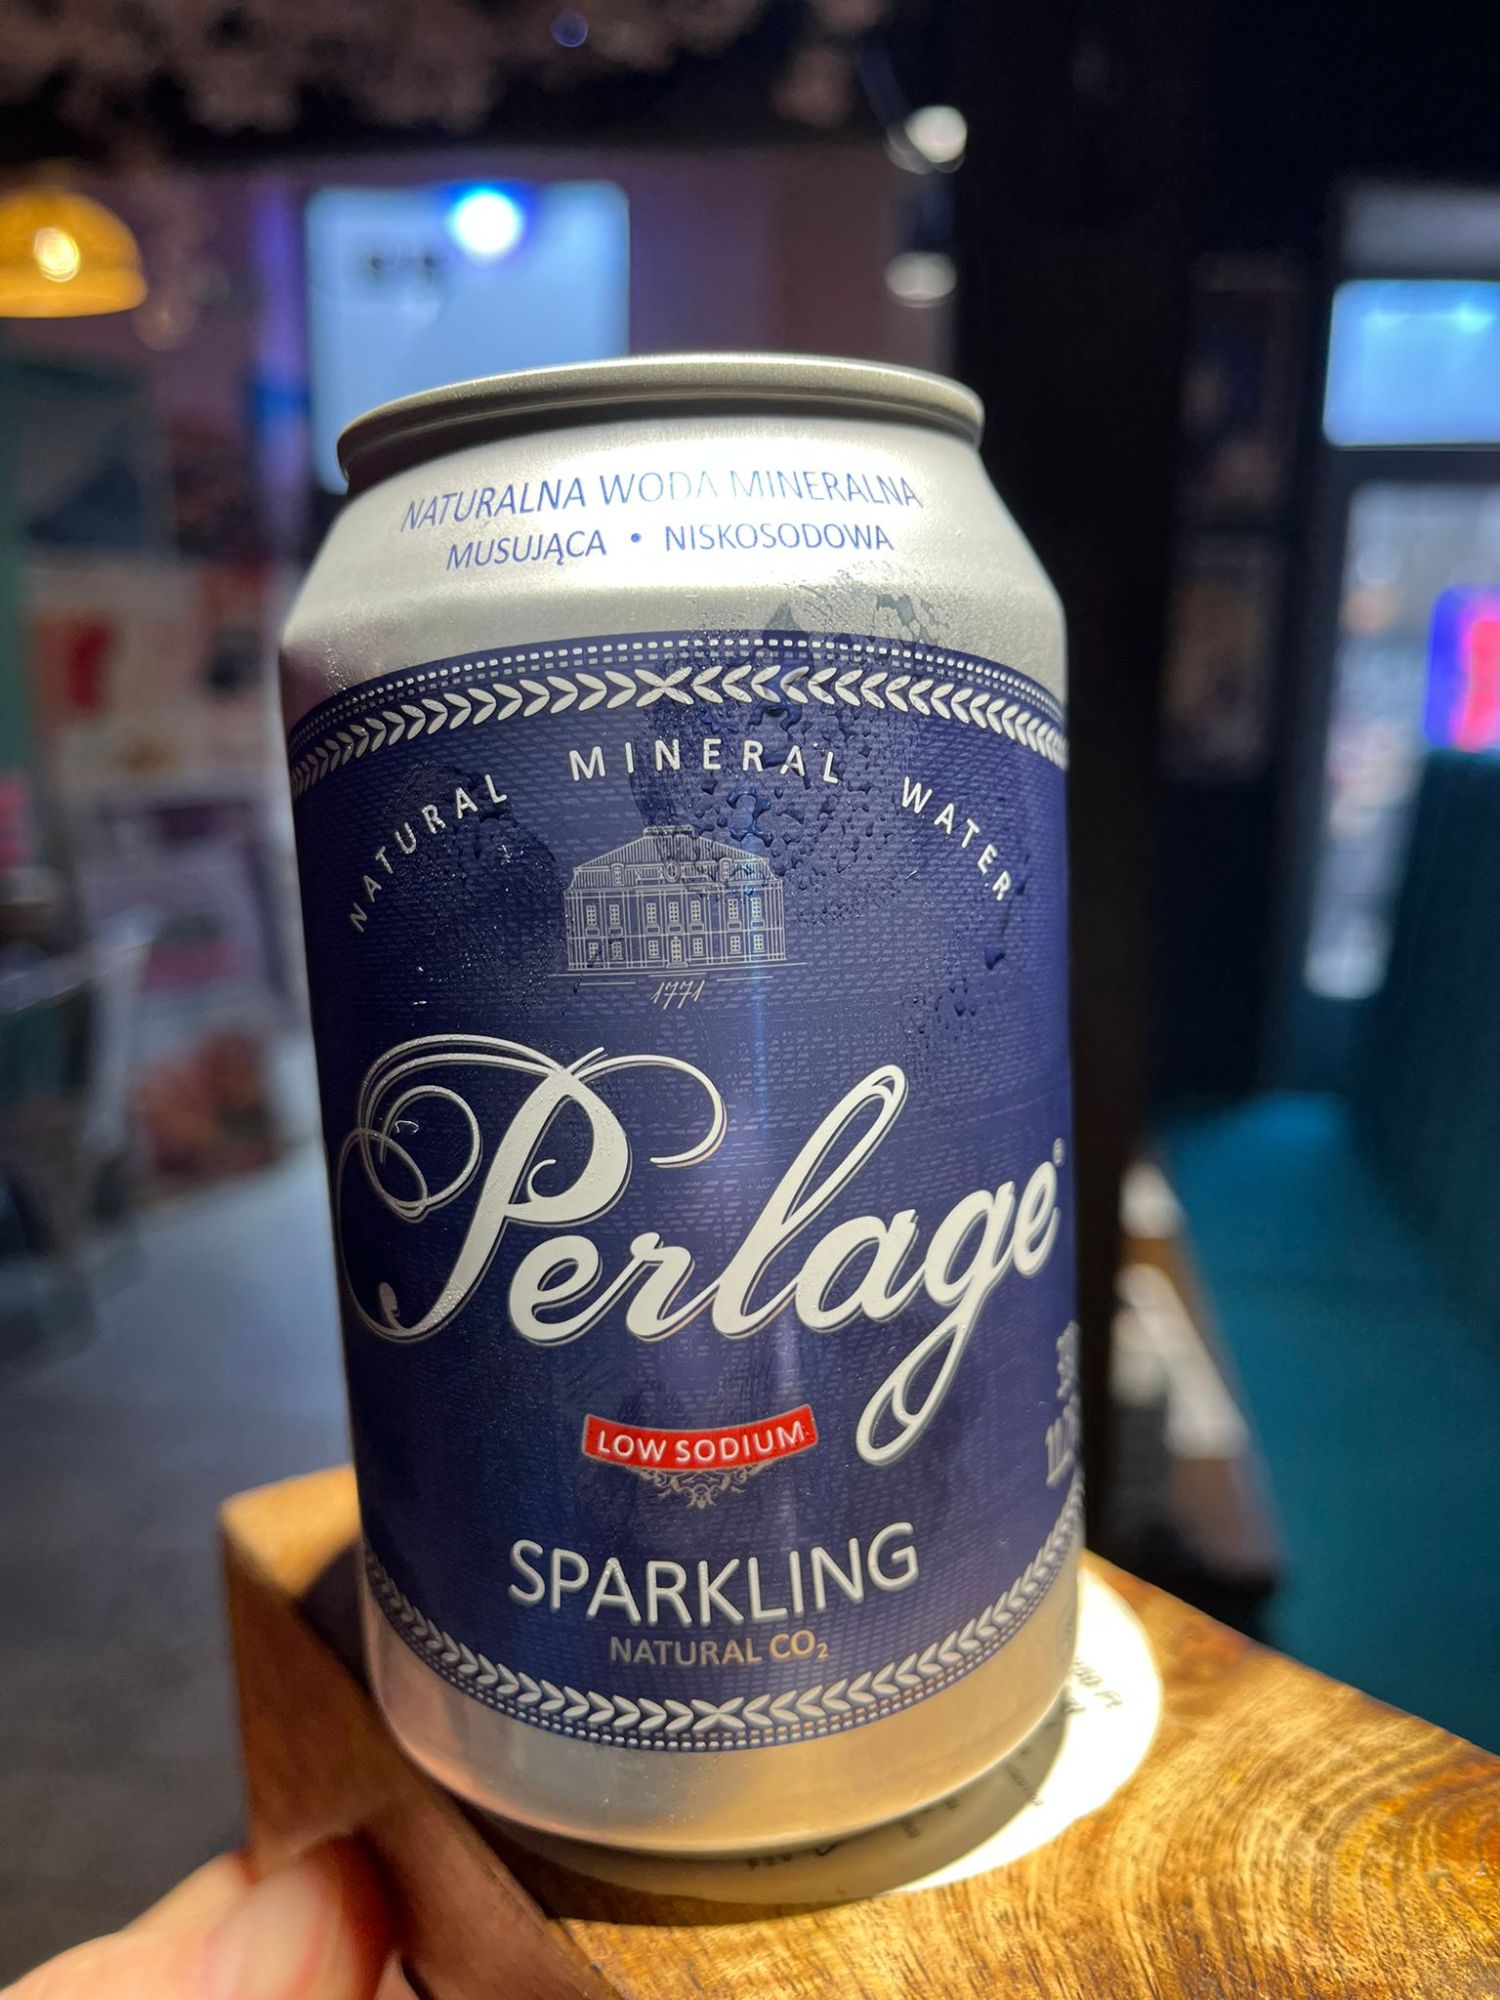 NATURALNA WODA MINERALNA
MUSUJĄCA • NISKOSODOWA
NATURAL MINERAL WATER
1771
Perlage®
LOW SODIUM
SPARKLING
NATURAL CO₂